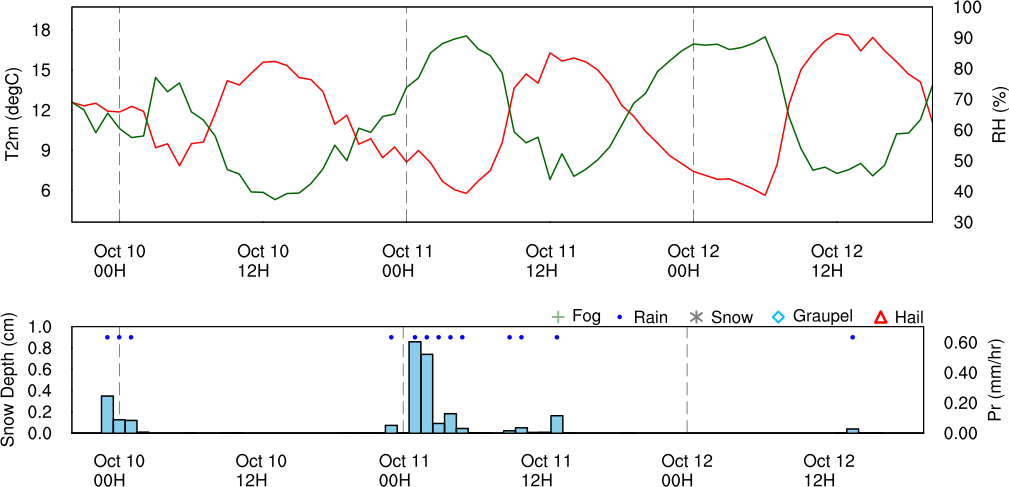 T2m (degC)
18
15
12
9
6
100
90
80
70
60
50
40
30
RH (%)
Oct 10 Oct 10 Oct 11 Oct 11 Oct 12 Oct 12
00H 12H 00H 12H 00H 12H
Fog Rain Snow Graupel Hail
Snow Depth (cm)
1.0
0.8
0.6
0.4
0.2
0.0
0.60
0.40
0.20
0.00
Pr (mm/hr)
Oct 10 Oct 10 Oct 11 Oct 11 Oct 12 Oct 12
00H 12H 00H 12H 00H 12H